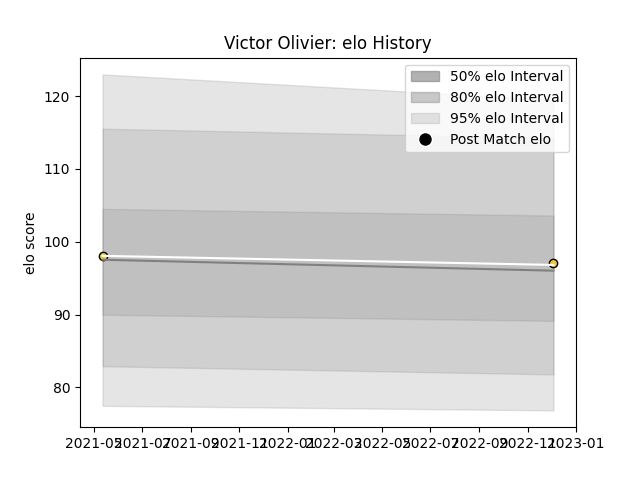 Victor Olivier: elo History
50% elo Interval
80% elo Interval
95% elo Interval
Post Match elo
elo score
120
110
100
90
80
2021-05 2021-07 2021-09 2021-11 2022-01 2022-03 2022-05 2022-07 2022-09 2022-11 2023-01